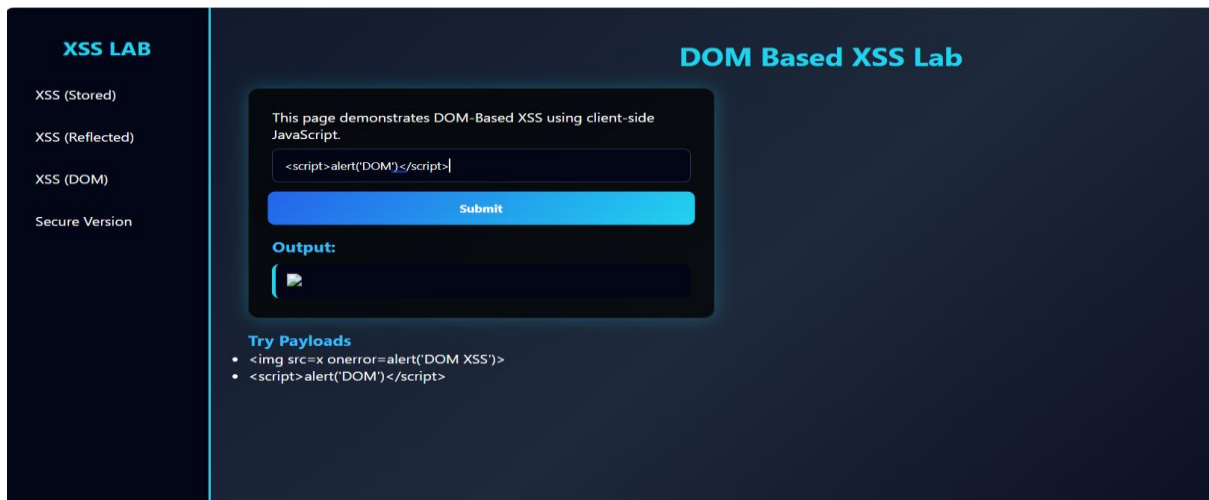 XSS LAB
XSS (Stored)
XSS (Reflected)
XSS (DOM)
Secure Version
DOM Based XSS Lab
This page demonstrates DOM-Based XSS using client-side
JavaScript.
<script>alert('DOM')</script>
Submit
Output:
Try Payloads
• <img src=x onerror=alert('DOM XSS')>
• <script>alert('DOM')</script>